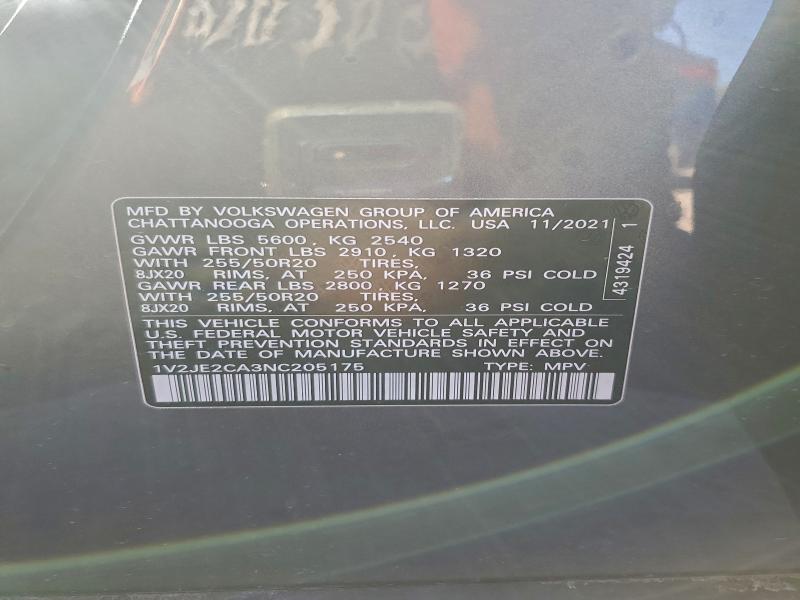 MFD BY VOLKSWAGEN GROUP OF AMERICA
CHATTANOOGA OPERATIONS, LLC. USA 11/2021
GVWR LBS 5600, KG 2540
GAWR FRONT LBS 2910, KG 1320
WITH 255/50R20 TIRES,
8JX20 RIMS, AT 250 KPA, 36 PSI COLD
GAWR REAR LBS 2800, KG 1270
WITH 255/50R20 TIRES,
8JX20 RIMS, AT 250 KPA, 36 PSI COLD
THIS VEHICLE CONFORMS TO ALL APPLICABLE
U.S. FEDERAL MOTOR VEHICLE SAFETY AND
THEFT PREVENTION STANDARDS IN EFFECT ON
THE DATE OF MANUFACTURE SHOWN ABOVE.
1V2JE2CA3NC205175 TYPE: MPV
4319424 1